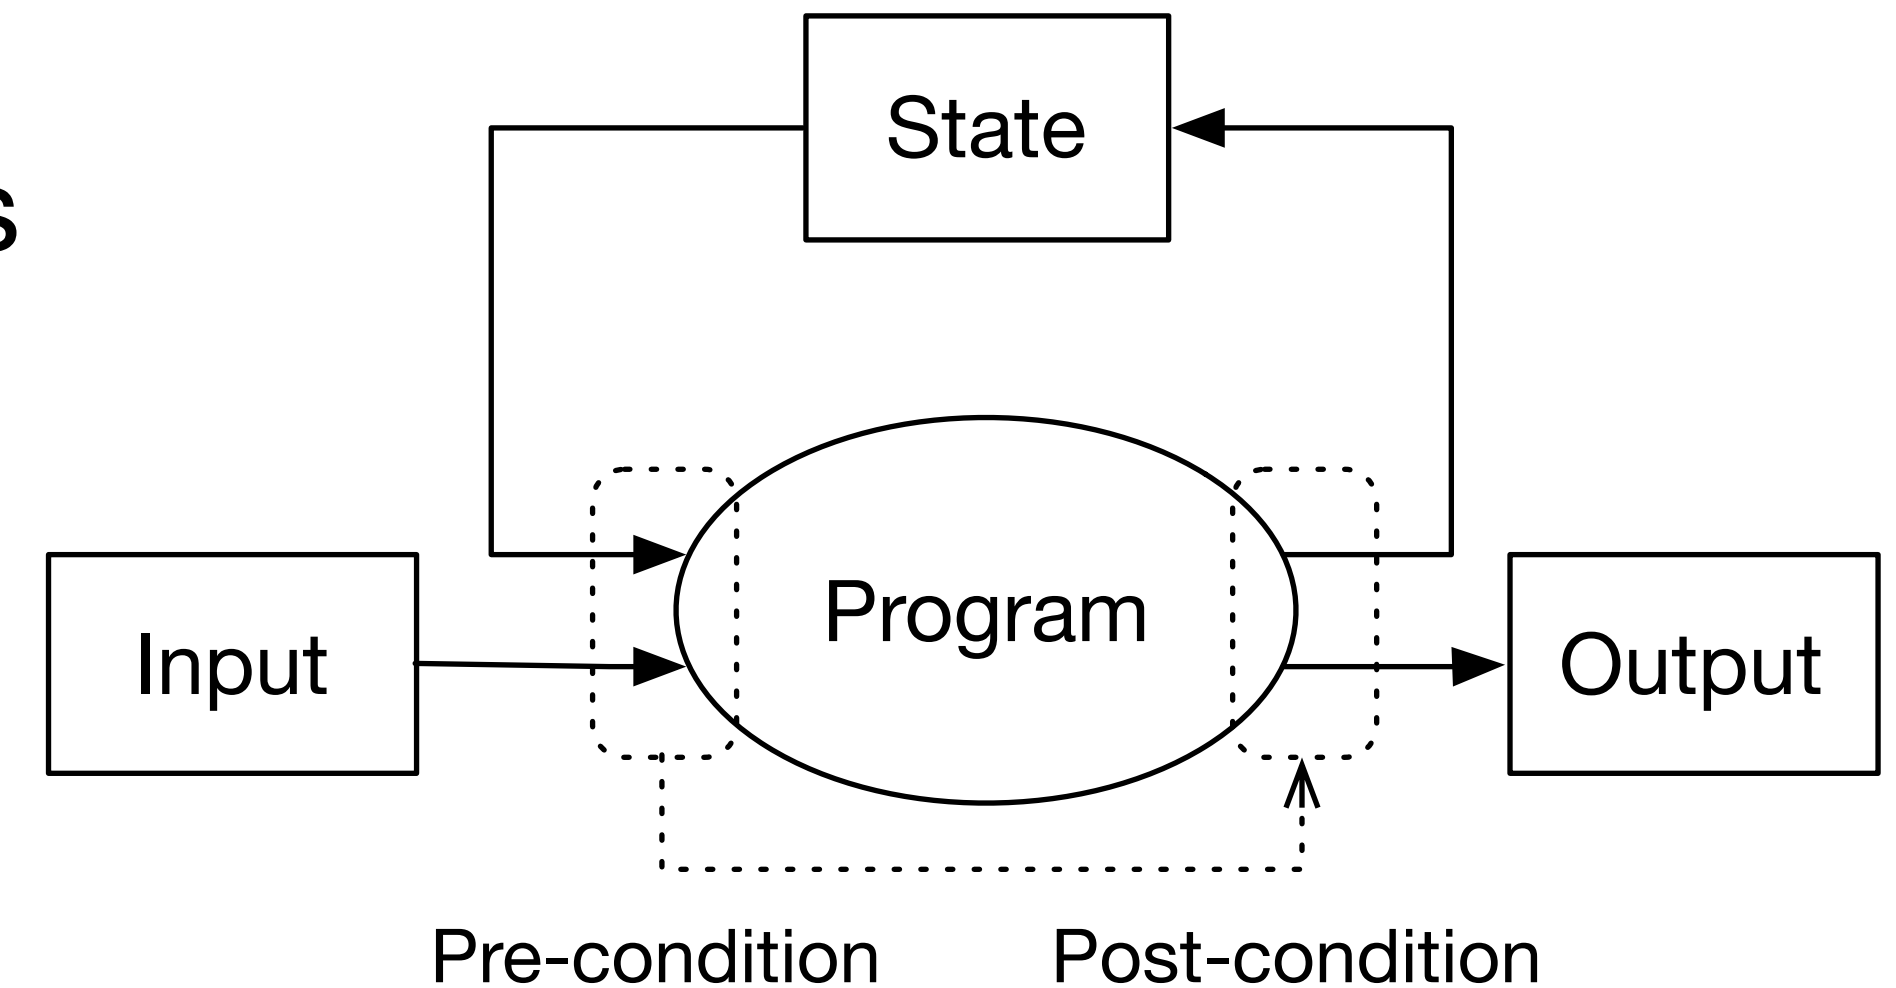 State
s
Program
Input
Output
Pre-condition
Post-condition